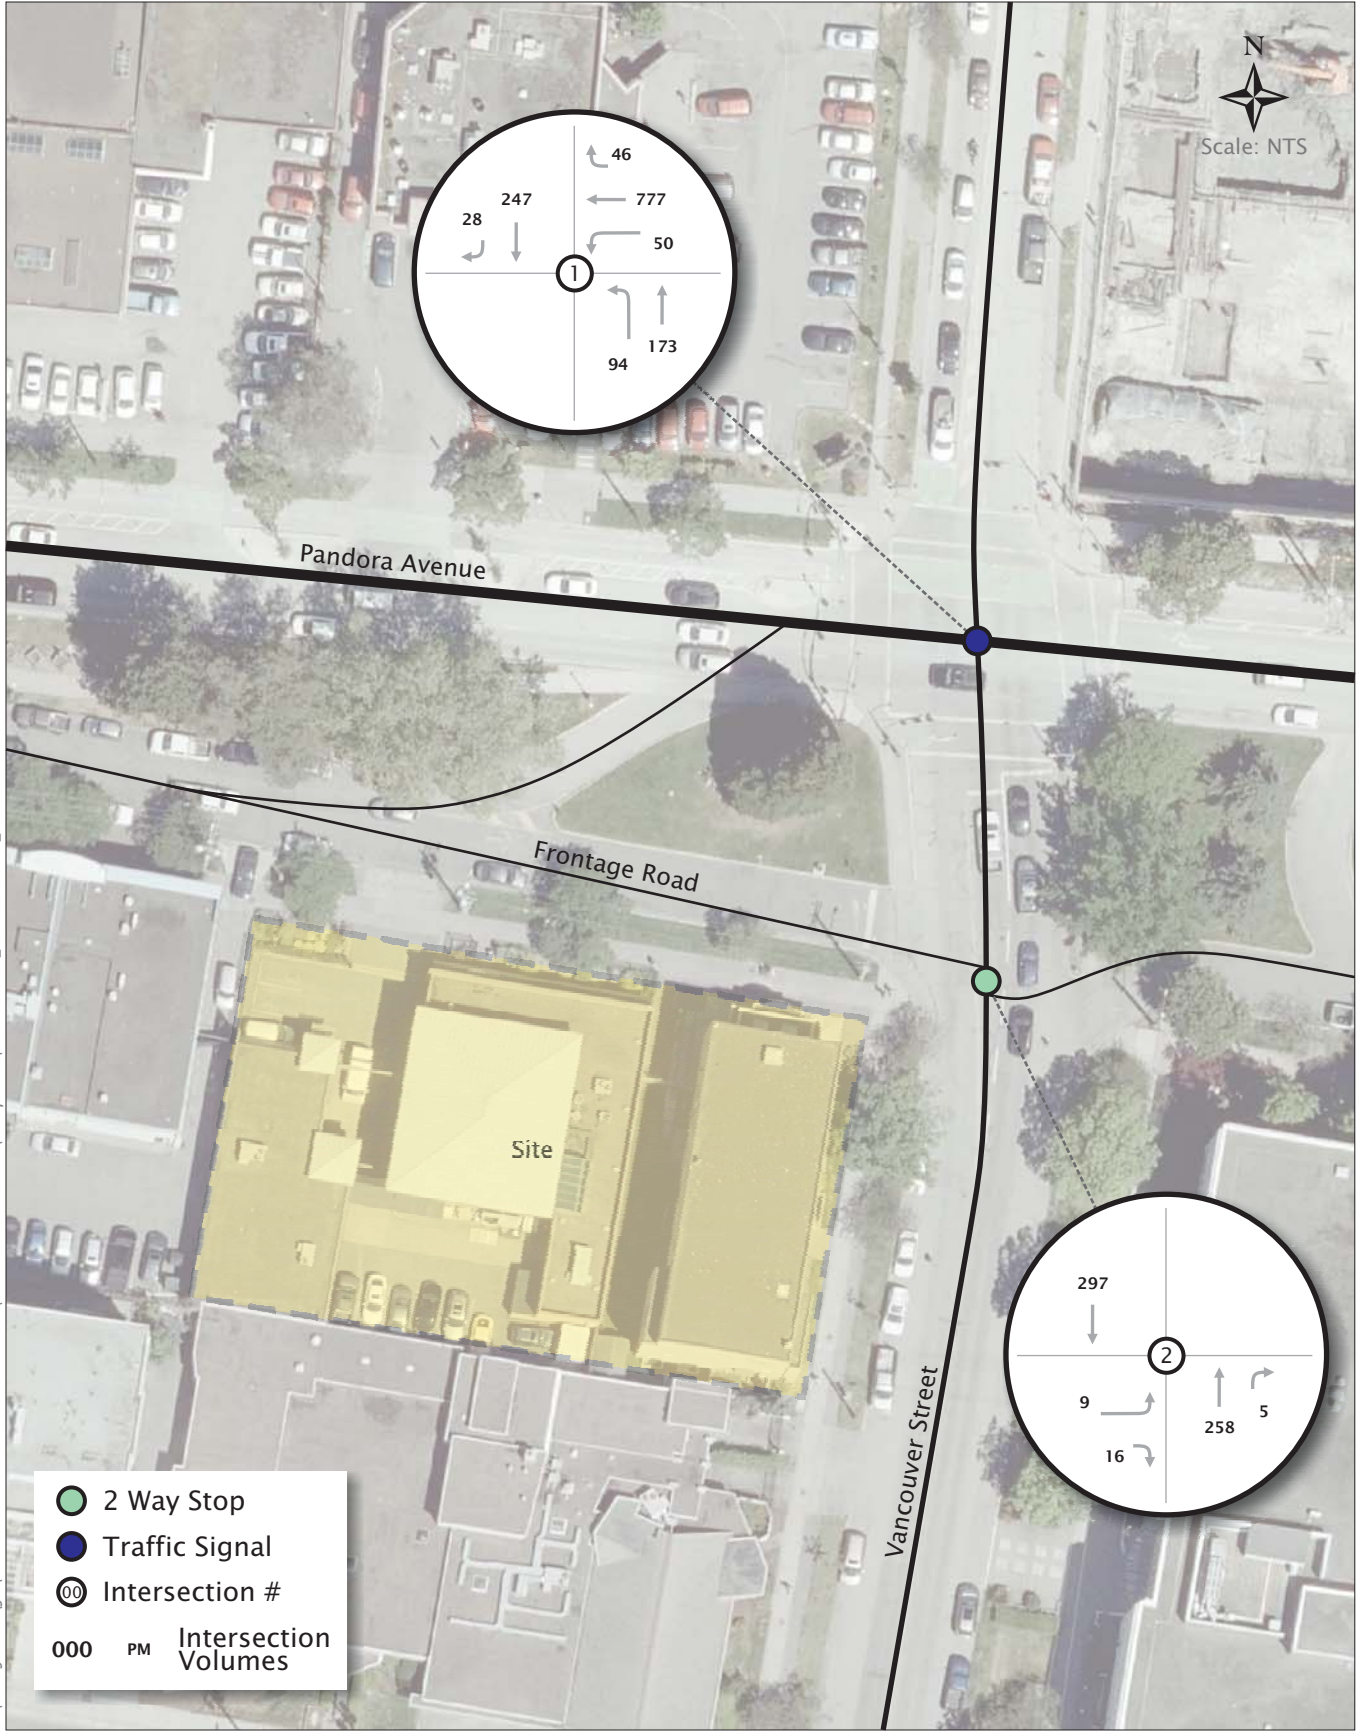 N
Scale: NTS
46
777
247
28
50
1
173
94
Pandora Avenue
Frontage Road
Site
297
2
9
258
5
16
Vancouver Street
2 Way Stop
Traffic Signal
00 Intersection #
000 PM Intersection
Volumes